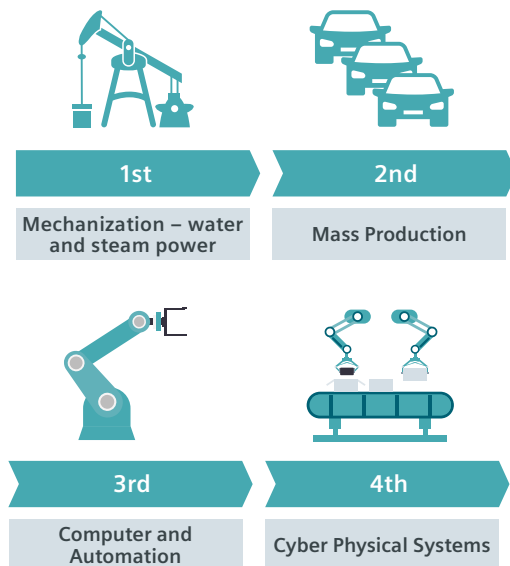 1st
2nd
Mechanization – water
and steam power
Mass Production
3rd
4th
Computer and
Automation
Cyber Physical Systems